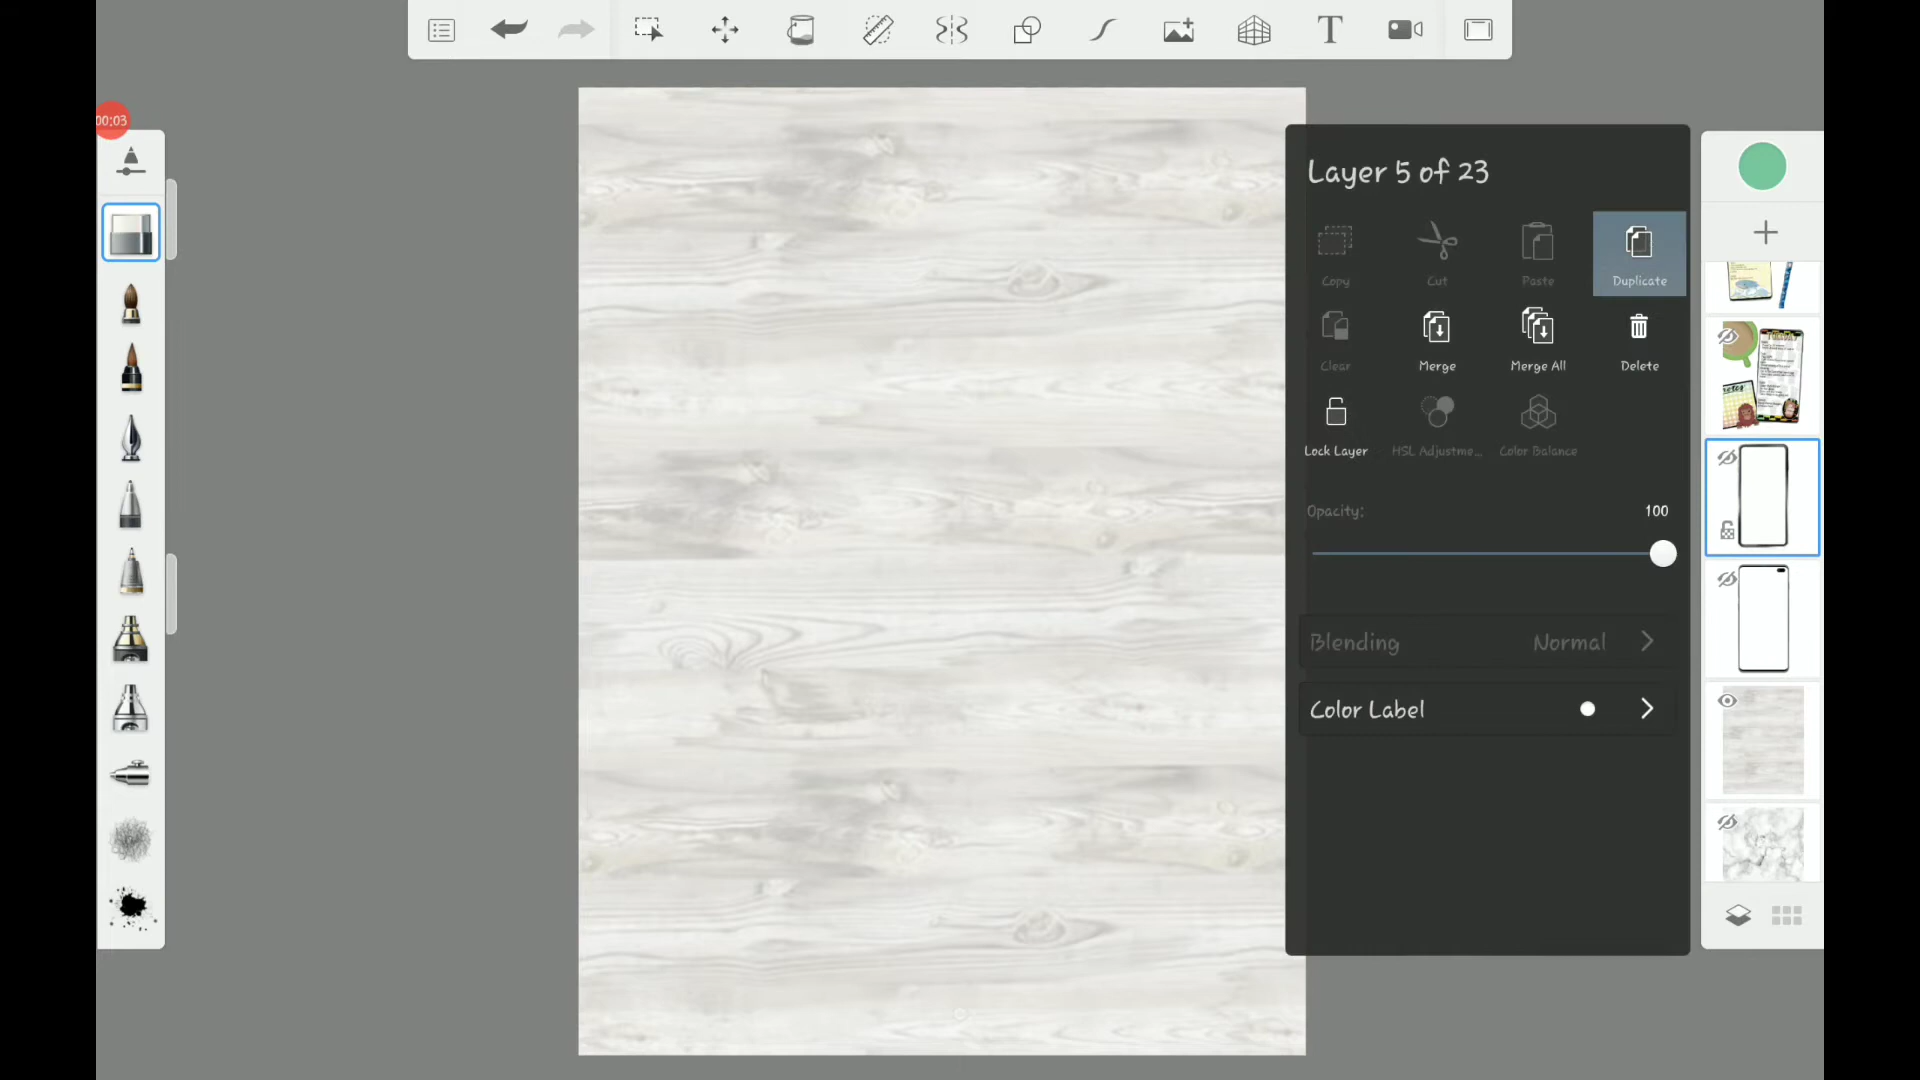 T
00:03
Layer 5 of 23
Copy
Cut
Paste
Duplicate
Clear
Merge
Merge All
Delete
Lock Layer
HSL Adjustme...
Color Balance
Opacity:
100
Blending
Normal
Color Label